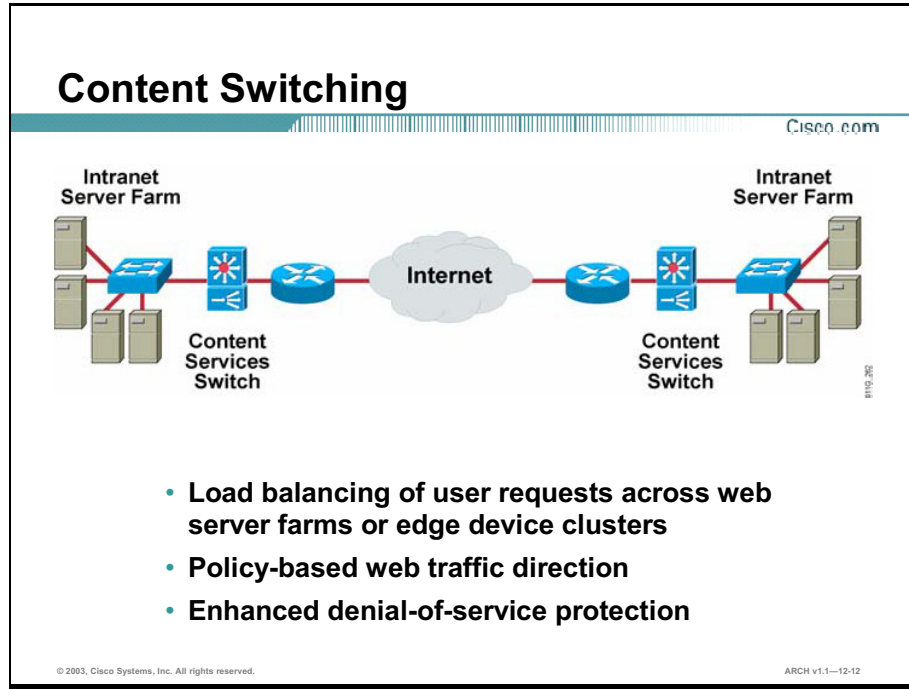 Content Switching
Cisco.com
Intranet
Server Farm
Intranet
Server Farm
Internet
Content
Services
Switch
Content
Services
Switch
811G_262
• Load balancing of user requests across web
server farms or edge device clusters
• Policy-based web traffic direction
• Enhanced denial-of-service protection
© 2003, Cisco Systems, Inc. All rights reserved.
ARCH v1.1—12-12